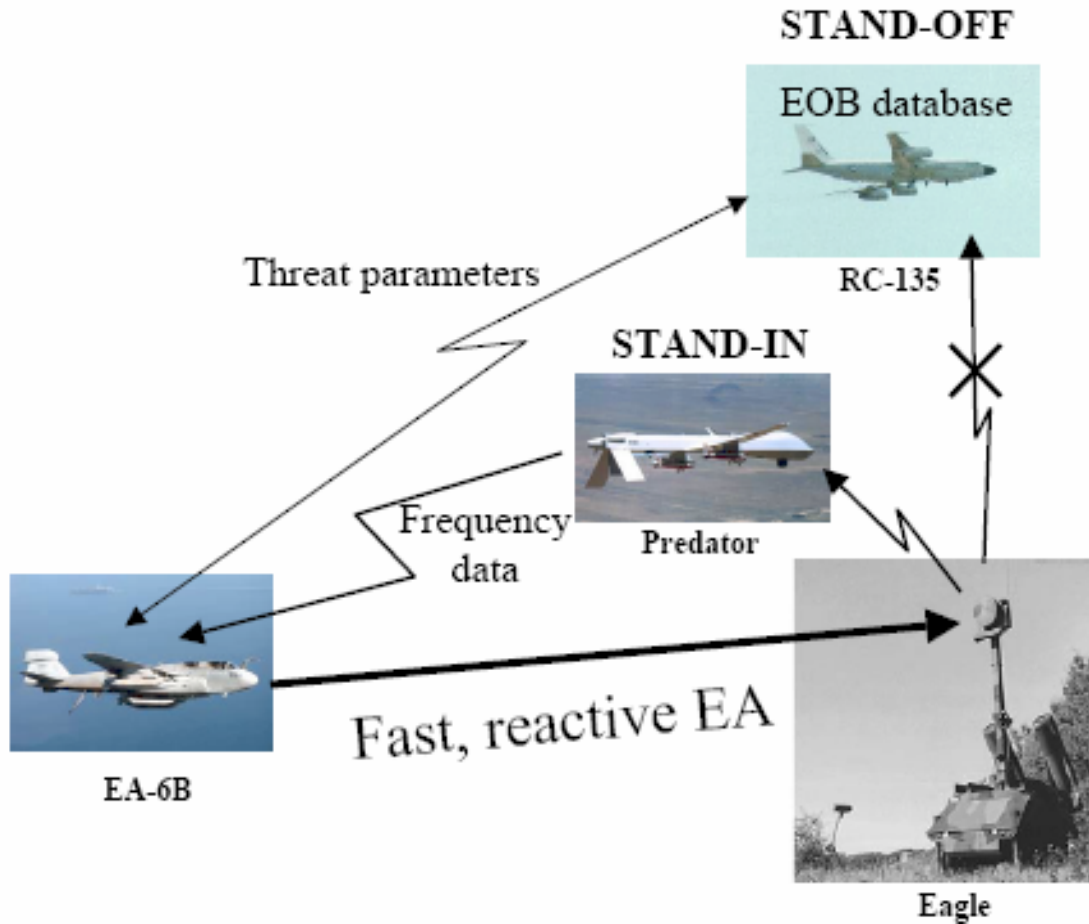 STAND-OFF
EOB database
RC-135
Threat parameters
STAND-IN
Predator
Frequency
data
Fast, reactive EA
EA-6B
Eagle